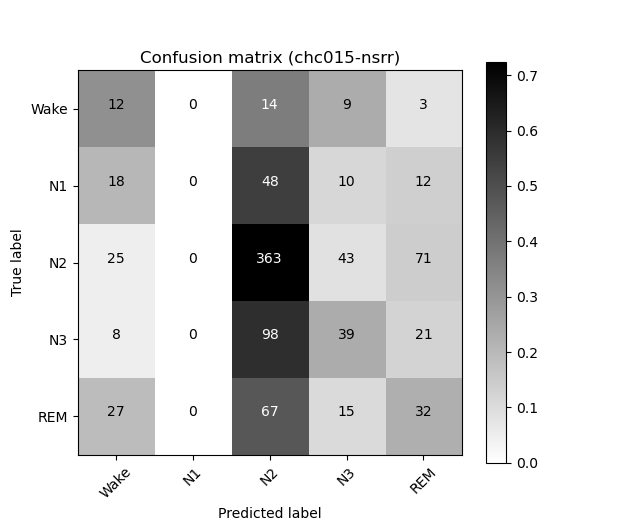 Confusion matrix (chc015-nsrr)
True label
Wake 12 0 14 9 3
N1 18 0 48 10 12
N2 25 0 363 43 71
N3 8 0 98 39 21
REM 27 0 67 15 32
Wake N1 N2 N3 REM
Predicted label
0.7
0.6
0.5
0.4
0.3
0.2
0.1
0.0